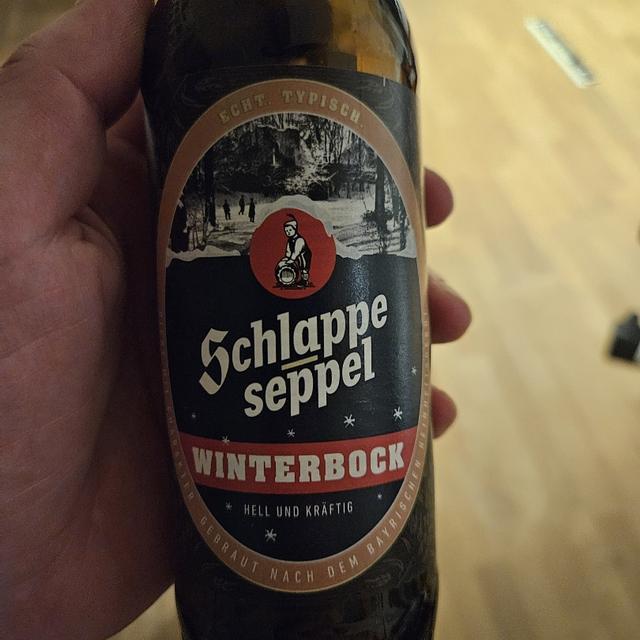 ECHT. TYPISCH.
Schlappe
seppel
WINTERBOCK
HELL UND KRÄFTIG
GEBRAUT NACH DEM BAYRISCHEN